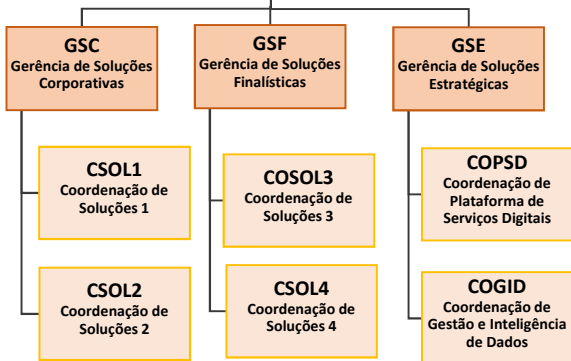 GSC
Gerência de Soluções
Corporativas
GSF
Gerência de Soluções
Finalísticas
GSE
Gerência de Soluções
Estratégicas
CSOL1
Coordenação de
Soluções 1
COSOL3
Coordenação de
Soluções 3
COPSD
Coordenação de
Plataforma de
Serviços Digitais
CSOL2
Coordenação de
Soluções 2
CSOL4
Coordenação de
Soluções 4
COGID
Coordenação de
Gestão e Inteligência
de Dados